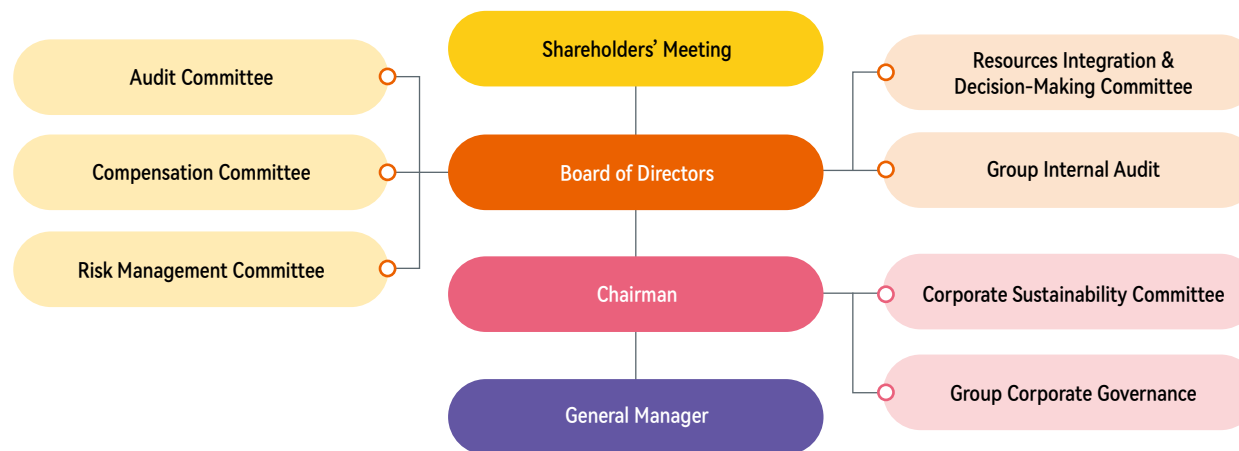 Shareholders’ Meeting
Audit Committee
Resources Integration &
Decision-Making Committee
Compensation Committee
Board of Directors
Group Internal Audit
Risk Management Committee
Chairman
Corporate Sustainability Committee
Group Corporate Governance
General Manager